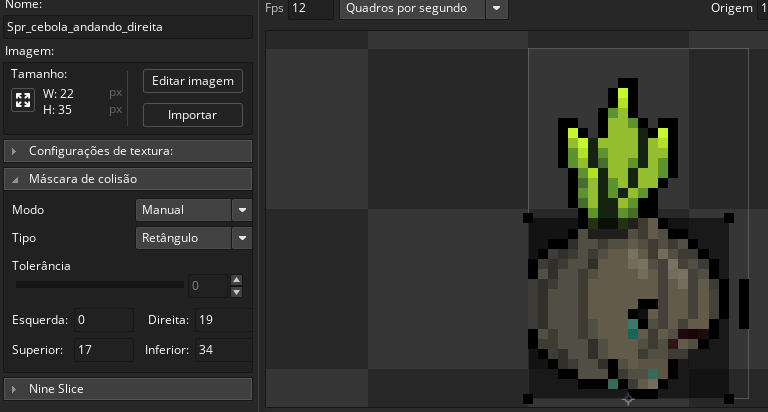 Nome:
Fps 12 Quadros por segundo Origem 1
Spr_cebola_andando_direita
Imagem:
Tamanho:
W: 22 px
H: 35 px
Editar imagem
Importar
Configurações de textura:
Máscara de colisão
Modo Manual
Tipo Retângulo
Tolerância
0
Esquerda: 0 Direita: 19
Superior: 17 Inferior: 34
Nine Slice